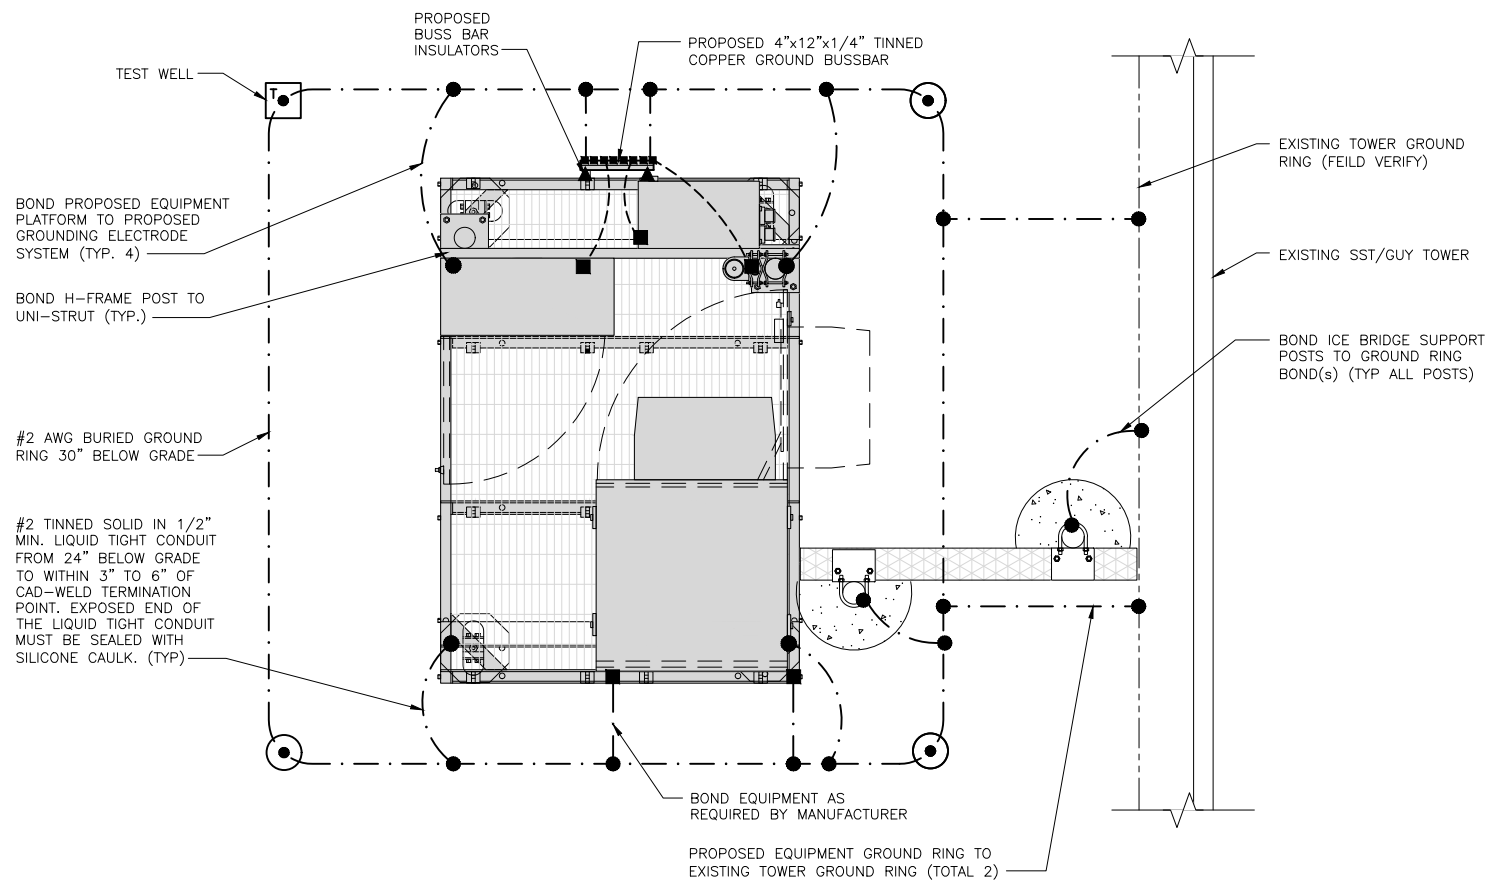 PROPOSED
BUSS BAR
INSULATORS
PROPOSED 4"x12"x1/4" TINNED
COPPER GROUND BUSSBAR
TEST WELL
T
EXISTING TOWER GROUND
RING (FEILD VERIFY)
BOND PROPOSED EQUIPMENT
PLATFORM TO PROPOSED
GROUNDING ELECTRODE
SYSTEM (TYP. 4)
EXISTING SST/GUY TOWER
BOND H-FRAME POST TO
UNI-STRUT (TYP.)
BOND ICE BRIDGE SUPPORT
POSTS TO GROUND RING
BOND(s) (TYP ALL POSTS)
#2 AWG BURIED GROUND
RING 30" BELOW GRADE
#2 TINNED SOLID IN 1/2"
MIN. LIQUID TIGHT CONDUIT
FROM 24" BELOW GRADE
TO WITHIN 3" TO 6" OF
CAD-WELD TERMINATION
POINT. EXPOSED END OF
THE LIQUID TIGHT CONDUIT
MUST BE SEALED WITH
SILICONE CAULK. (TYP)
BOND EQUIPMENT AS
REQUIRED BY MANUFACTURER
PROPOSED EQUIPMENT GROUND RING TO
EXISTING TOWER GROUND RING (TOTAL 2)